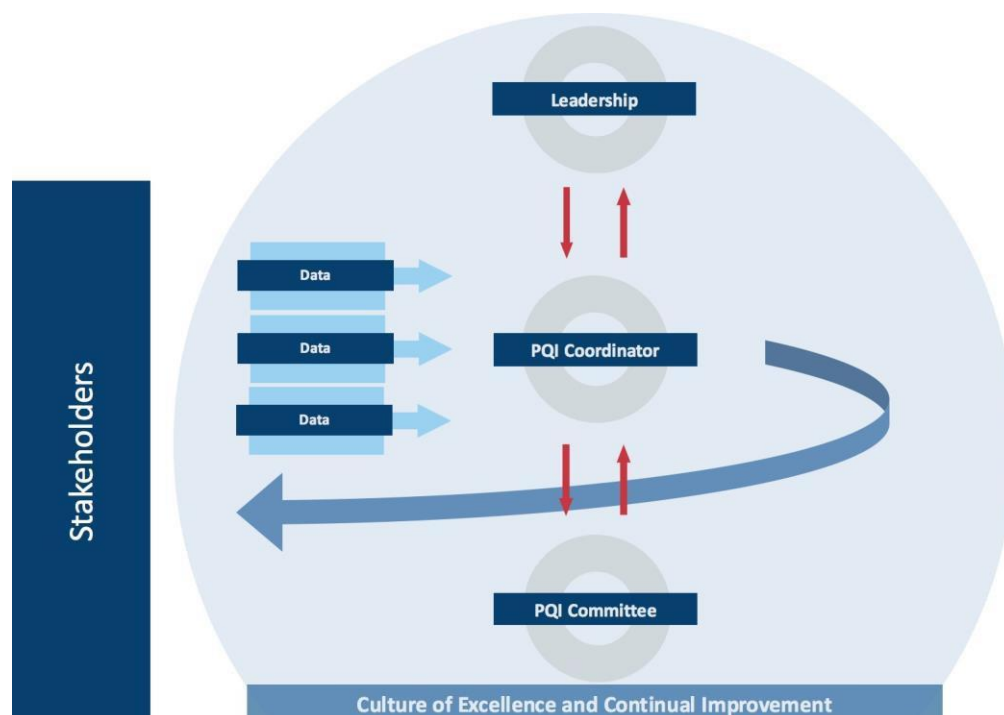 Leadership
Data
Data
PQI Coordinator
Data
Stakeholders
PQI Committee
Culture of Excellence and Continual Improvement